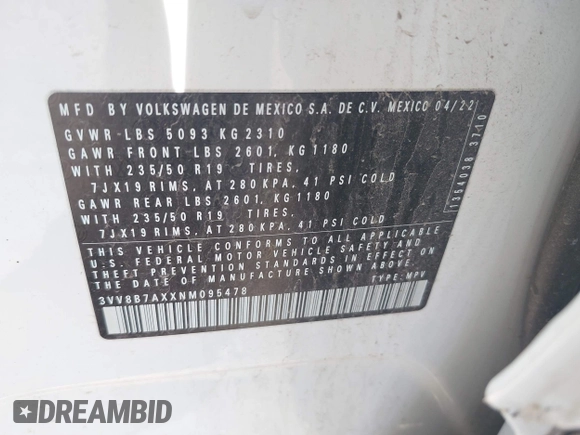 MFD BY VOLKSWAGEN DE MEXICO S.A. DE C.V. MEXICO 04/22
GVWR LBS 5093 KG 2310
GAWR FRONT LBS 2601, KG 1180
WITH 235/50 R19 TIRES,
7JX19 RIMS, AT 280 KPA, 41 PSI COLD
GAWR REAR LBS 2601, KG 1180
WITH 235/50 R19 TIRES,
7JX19 RIMS, AT 280 KPA, 41 PSI COLD
THIS VEHICLE CONFORMS TO ALL APPLICABLE
U.S. FEDERAL MOTOR VEHICLE SAFETY AND
THEFT PREVENTION STANDARDS IN EFFECT ON
THE DATE OF MANUFACTURE SHOWN ABOVE.
3VV8B7AXXNM095478 TYPE: MPV
1354038 3710
DREAMBID